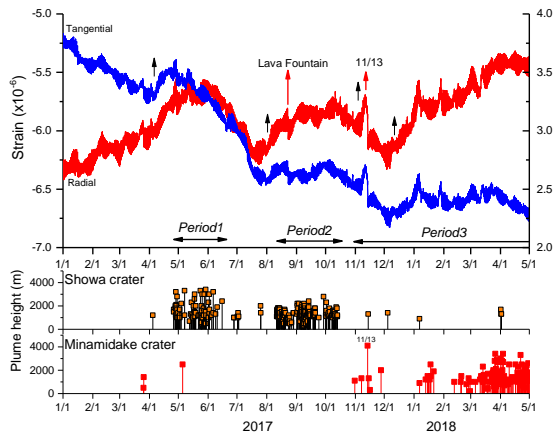 -5.0
4.0
Tangential
Lava Fountain
11/13
-5.5
3.5
Strain (x10-6)
-6.0
3.0
-6.5
2.5
Radial
Period1
Period2
Period3
-7.0
2.0
1/1 2/1 3/1 4/1 5/1 6/1 7/1 8/1 9/1 10/1 11/1 12/1 1/1 2/1 3/1 4/1 5/1
Plume height (m)
4000
Showa crater
2000
0
4000
Minamidake crater
11/13
2000
0
1/1 2/1 3/1 4/1 5/1 6/1 7/1 8/1 9/1 10/1 11/1 12/1 1/1 2/1 3/1 4/1 5/1
2017
2018